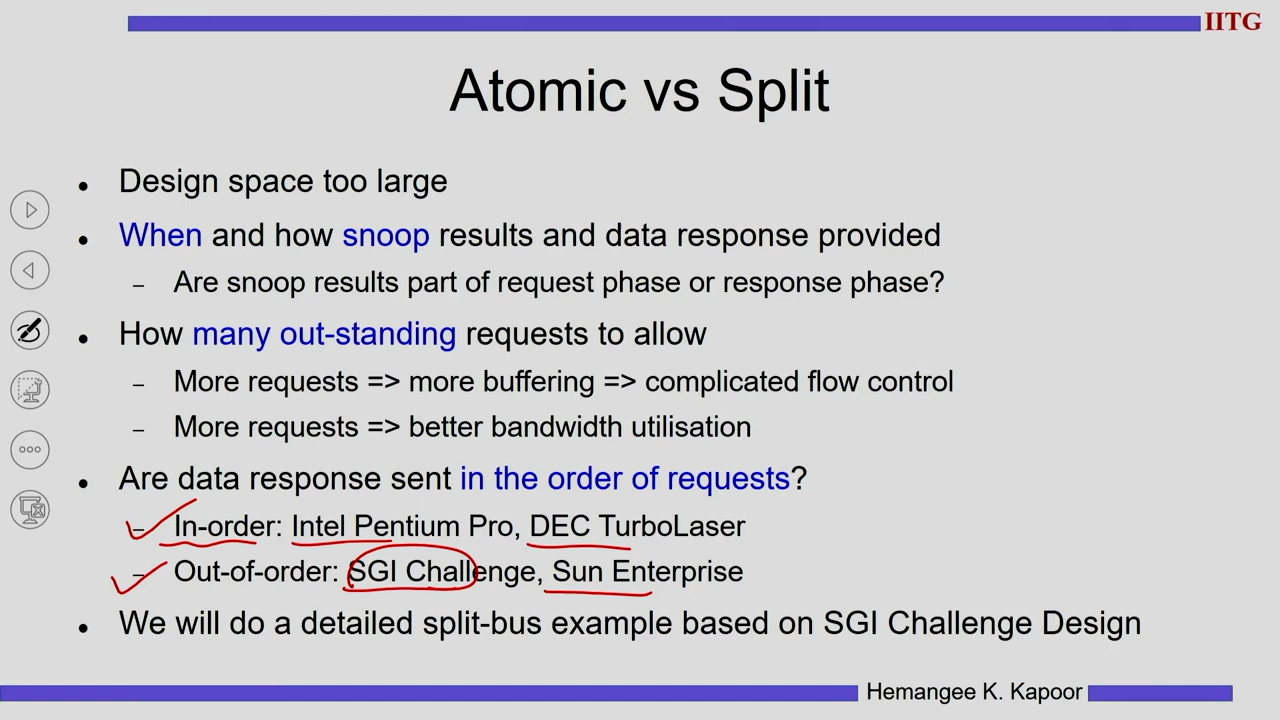 IITG
Atomic vs Split
• Design space too large
• When and how snoop results and data response provided
– Are snoop results part of request phase or response phase?
• How many out-standing requests to allow
– More requests => more buffering => complicated flow control
– More requests => better bandwidth utilisation
• Are data response sent in the order of requests?
– In-order: Intel Pentium Pro, DEC TurboLaser
– Out-of-order: SGI Challenge, Sun Enterprise
• We will do a detailed split-bus example based on SGI Challenge Design
Hemangee K. Kapoor